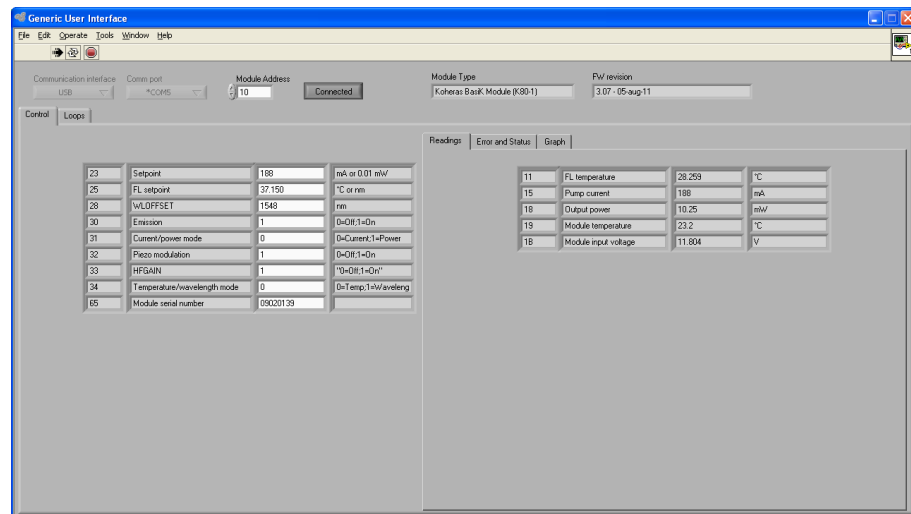 Generic User Interface
File Edit Operate Tools Window Help
Communication interface Comm port Module Address Module Type FW revision
USB *COM5 10 Connected Koheras BasiK Module (K80-1) 3.07 - 05-aug-11
Control Loops
Readings Error and Status Graph
23 Setpoint 188 mA or 0.01 mW
25 FL setpoint 37.150 °C or nm
28 WLOFFSET 1548 nm
30 Emission 1 0=Off;1=On
31 Current/power mode 0 0=Current;1=Power
32 Piezo modulation 1 0=Off;1=On
33 HFGAIN 1 "0=Off;1=On"
34 Temperature/wavelength mode 0 0=Temp;1=Waveleng
65 Module serial number 09020139
11 FL temperature 28.259 °C
15 Pump current 188 mA
18 Output power 10.25 mW
19 Module temperature 23.2 °C
1B Module input voltage 11.804 V